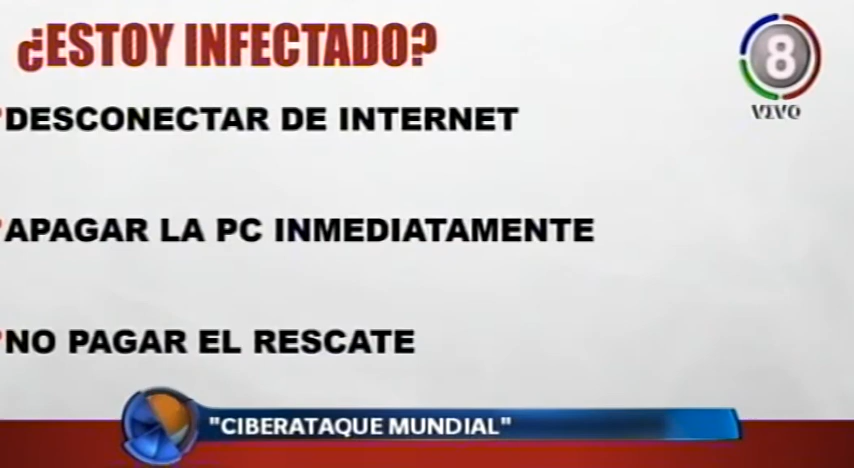 ¿ESTOY INFECTADO?
8
VIVO
DESCONECTAR DE INTERNET
APAGAR LA PC INMEDIATAMENTE
NO PAGAR EL RESCATE
"CIBERATAQUE MUNDIAL"